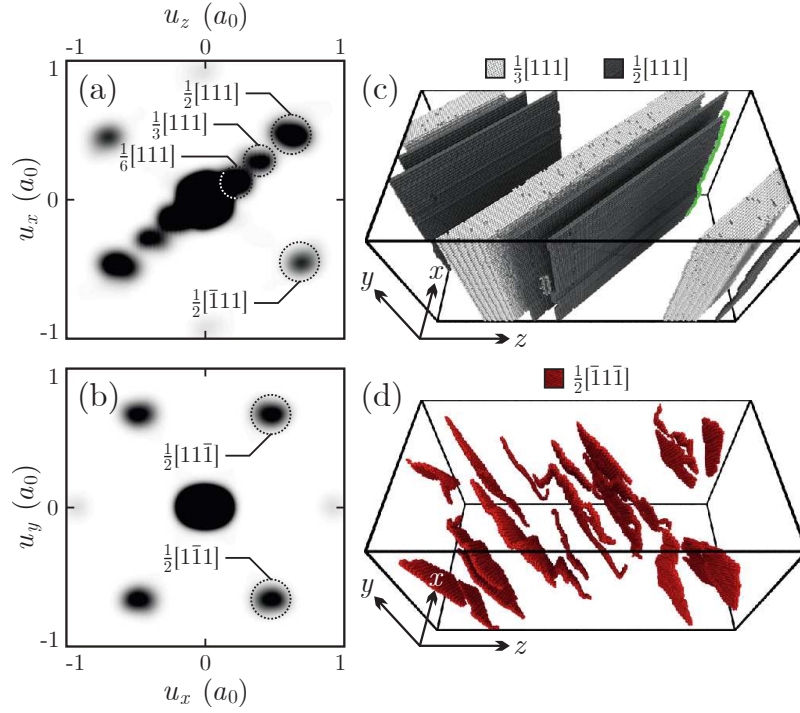 u_z (a_0)
-1 0 1
1
(a)
½[111]
⅓[111]
⅙[111]
u_x (a_0)
0
½[1̄11]
-1
⅓[111] ½[111]
(c)
y x
z
1
(b)
½[111̄]
u_y (a_0)
0
½[11̄1]
-1
-1 0 1
u_x (a_0)
½[1̄11̄]
(d)
y x
z